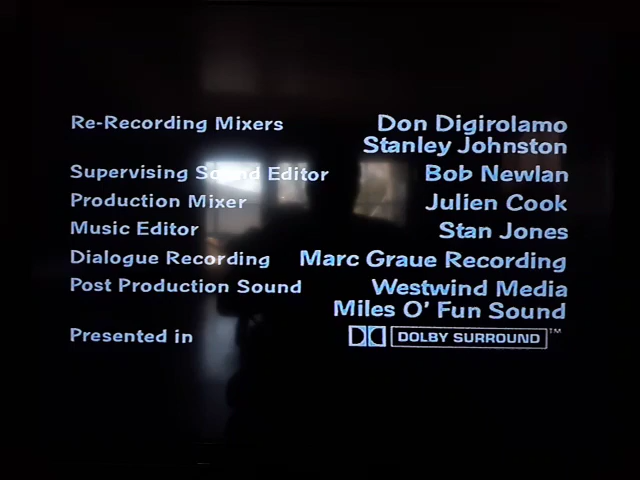 Re-Recording Mixers Don Digirolamo
Stanley Johnston
Supervising Sound Editor Bob Newlan
Production Mixer Julien Cook
Music Editor Stan Jones
Dialogue Recording Marc Graue Recording
Post Production Sound Westwind Media
Miles O' Fun Sound
Presented in DOLBY SURROUND™